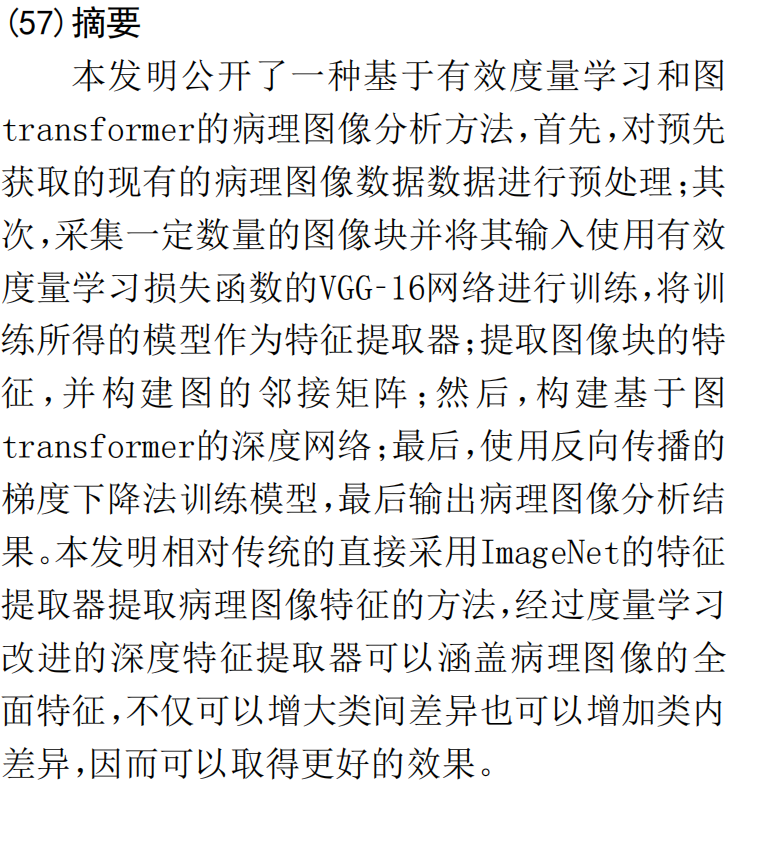 (57)摘要
本发明公开了一种基于有效度量学习和图
transformer的病理图像分析方法,首先,对预先
获取的现有的病理图像数据数据进行预处理;其
次,采集一定数量的图像块并将其输入使用有效
度量学习损失函数的VGG-16网络进行训练,将训
练所得的模型作为特征提取器;提取图像块的特
征,并构建图的邻接矩阵;然后,构建基于图
transformer的深度网络;最后,使用反向传播的
梯度下降法训练模型,最后输出病理图像分析结
果。本发明相对传统的直接采用ImageNet的特征
提取器提取病理图像特征的方法,经过度量学习
改进的深度特征提取器可以涵盖病理图像的全
面特征,不仅可以增大类间差异也可以增加类内
差异,因而可以取得更好的效果。